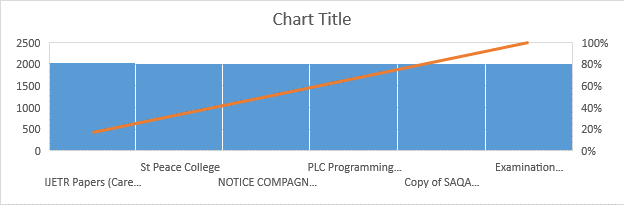 Chart Title
2500
2000
1500
1000
500
0
100%
80%
60%
40%
20%
0%
St Peace College
PLC Programming...
Examination...
IJETR Papers (Care...
NOTICE COMPAGN...
Copy of SAQA...